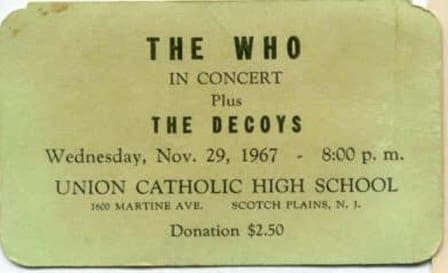 THE WHO
IN CONCERT
Plus
THE DECOYS
Wednesday, Nov. 29, 1967 - 8:00 p. m.
UNION CATHOLIC HIGH SCHOOL
1600 MARTINE AVE. SCOTCH PLAINS, N. J.
Donation $2.50